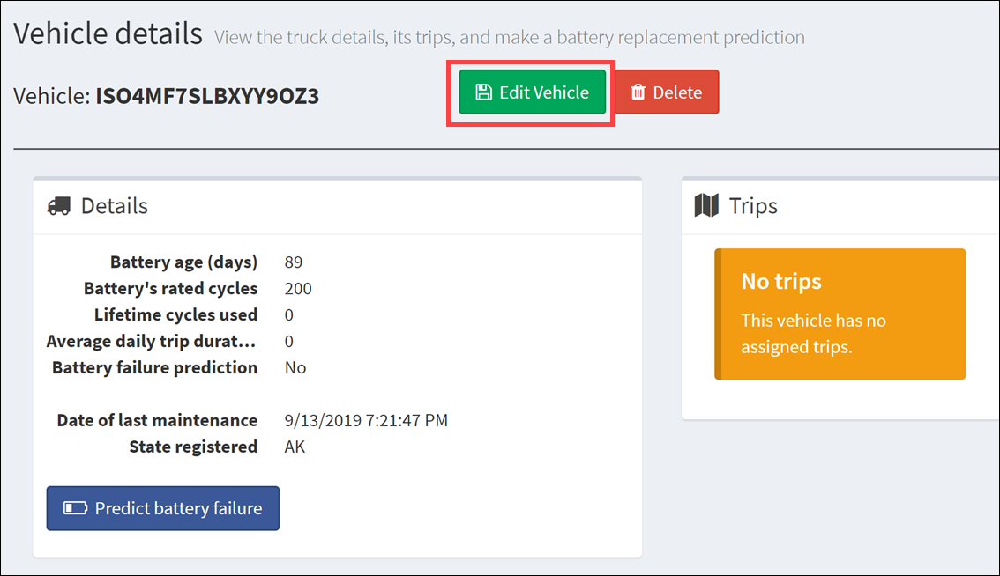 Vehicle details View the truck details, its trips, and make a battery replacement prediction
Vehicle: ISO4MF7SLBXYY9OZ3
Edit Vehicle
Delete
Details
Battery age (days) 89
Battery's rated cycles 200
Lifetime cycles used 0
Average daily trip durat... 0
Battery failure prediction No
Date of last maintenance 9/13/2019 7:21:47 PM
State registered AK
Predict battery failure
Trips
No trips
This vehicle has no
assigned trips.